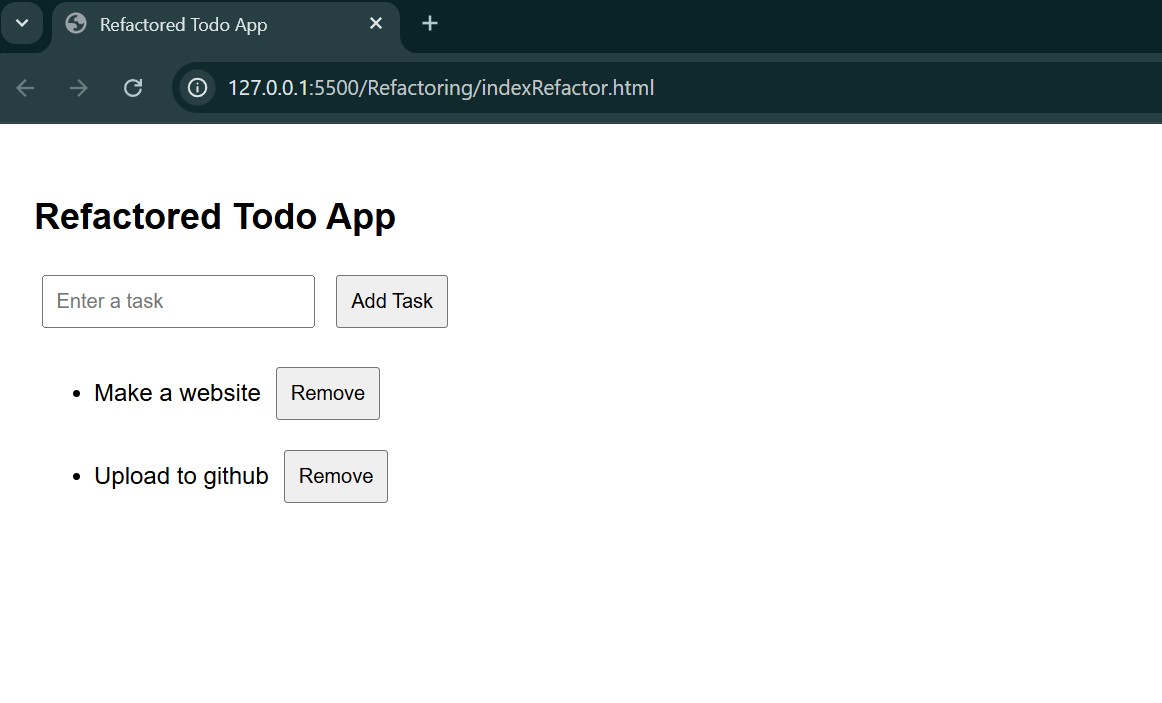 Refactored Todo App
127.0.0.1:5500/Refactoring/indexRefactor.html
Refactored Todo App
Enter a task Add Task
Make a website Remove
Upload to github Remove